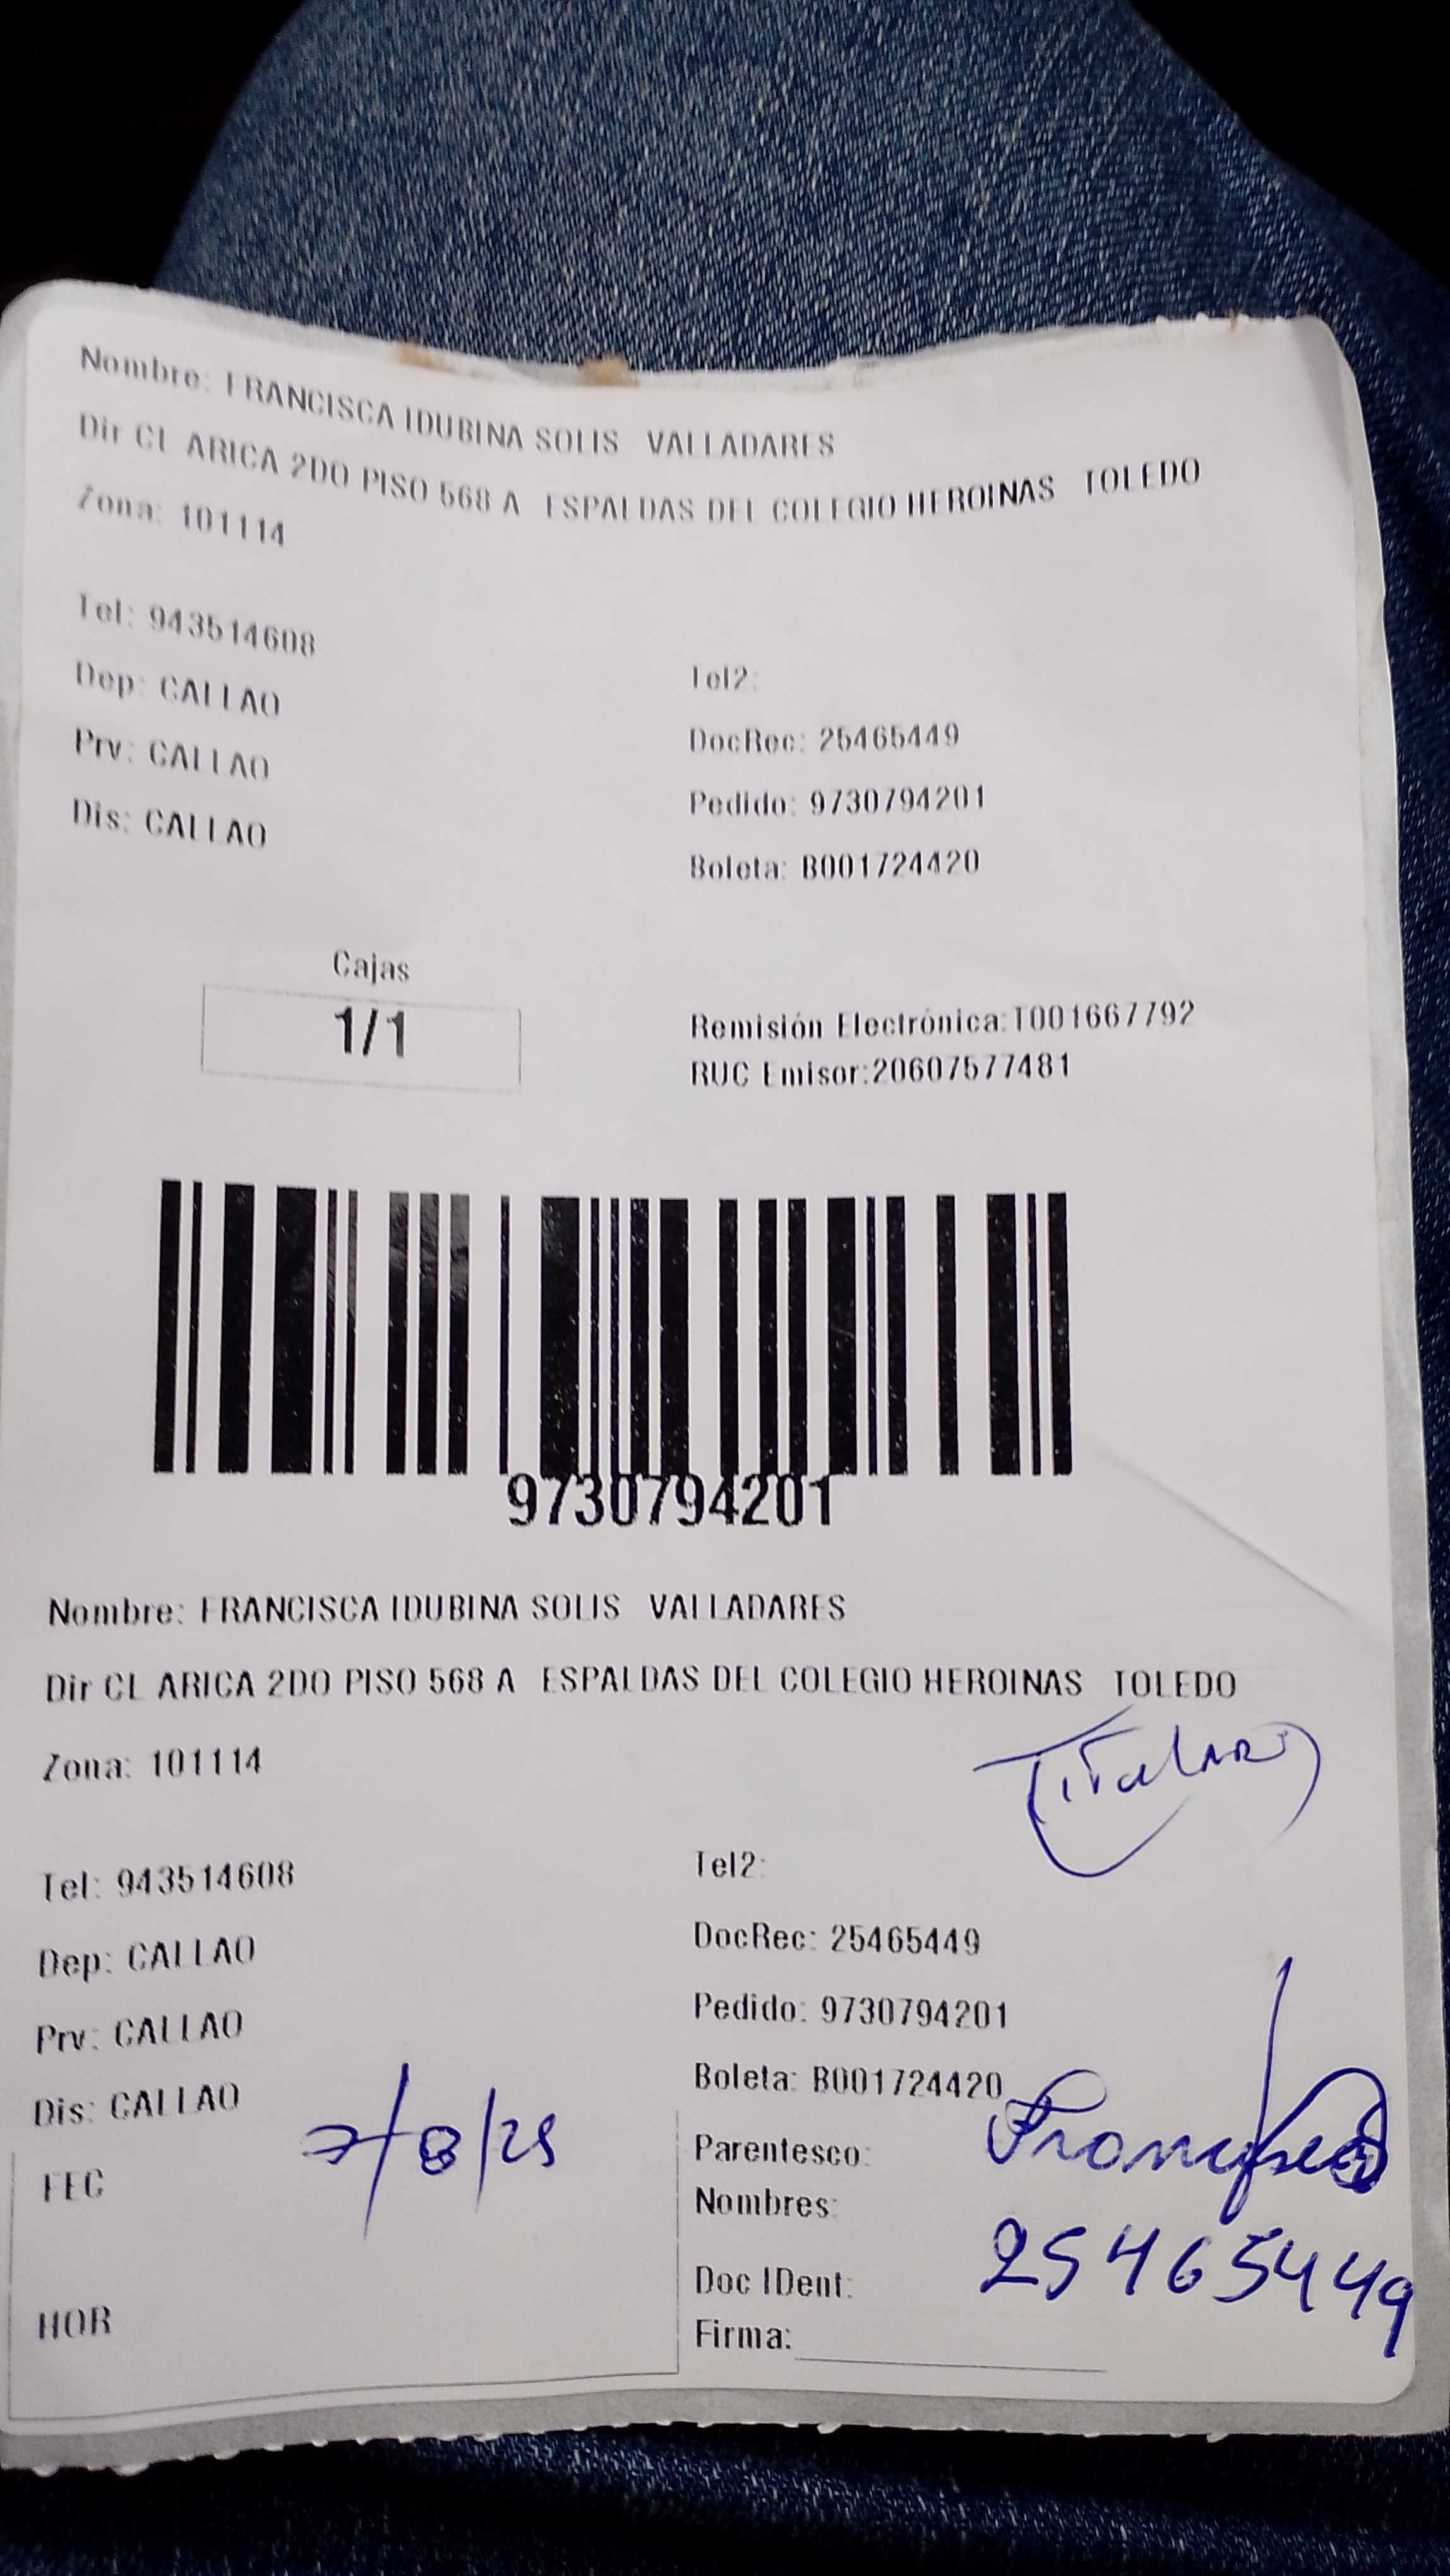 Nombre: FRANCISCA IDUBINA SOLIS VALLADARES
Dir CL ARICA 2DO PISO 568 A ESPALDAS DEL COLEGIO HEROINAS TOLEDO
Zona: 101114
Tel: 943514608
Tel2:
Dep: CALLAO
DocRec: 25465449
Prv: CALLAO
Pedido: 9730794201
Dis: CALLAO
Boleta: B001724420
Cajas
1/1
Remisión Electrónica:T001667792
RUC Emisor:20607577481
9730794201
Nombre: FRANCISCA IDUBINA SOLIS VALLADARES
Dir CL ARICA 2DO PISO 568 A ESPALDAS DEL COLEGIO HEROINAS TOLEDO
Zona: 101114
TiTulAR
Tel: 943514608
Tel2:
Dep: CALLAO
DocRec: 25465449
Prv: CALLAO
Pedido: 9730794201
Dis: CALLAO
Boleta: B001724420
FEC 7/8/25
Parentesco:
Nombres:
Doc IDent: 25465449
HOR
Firma: